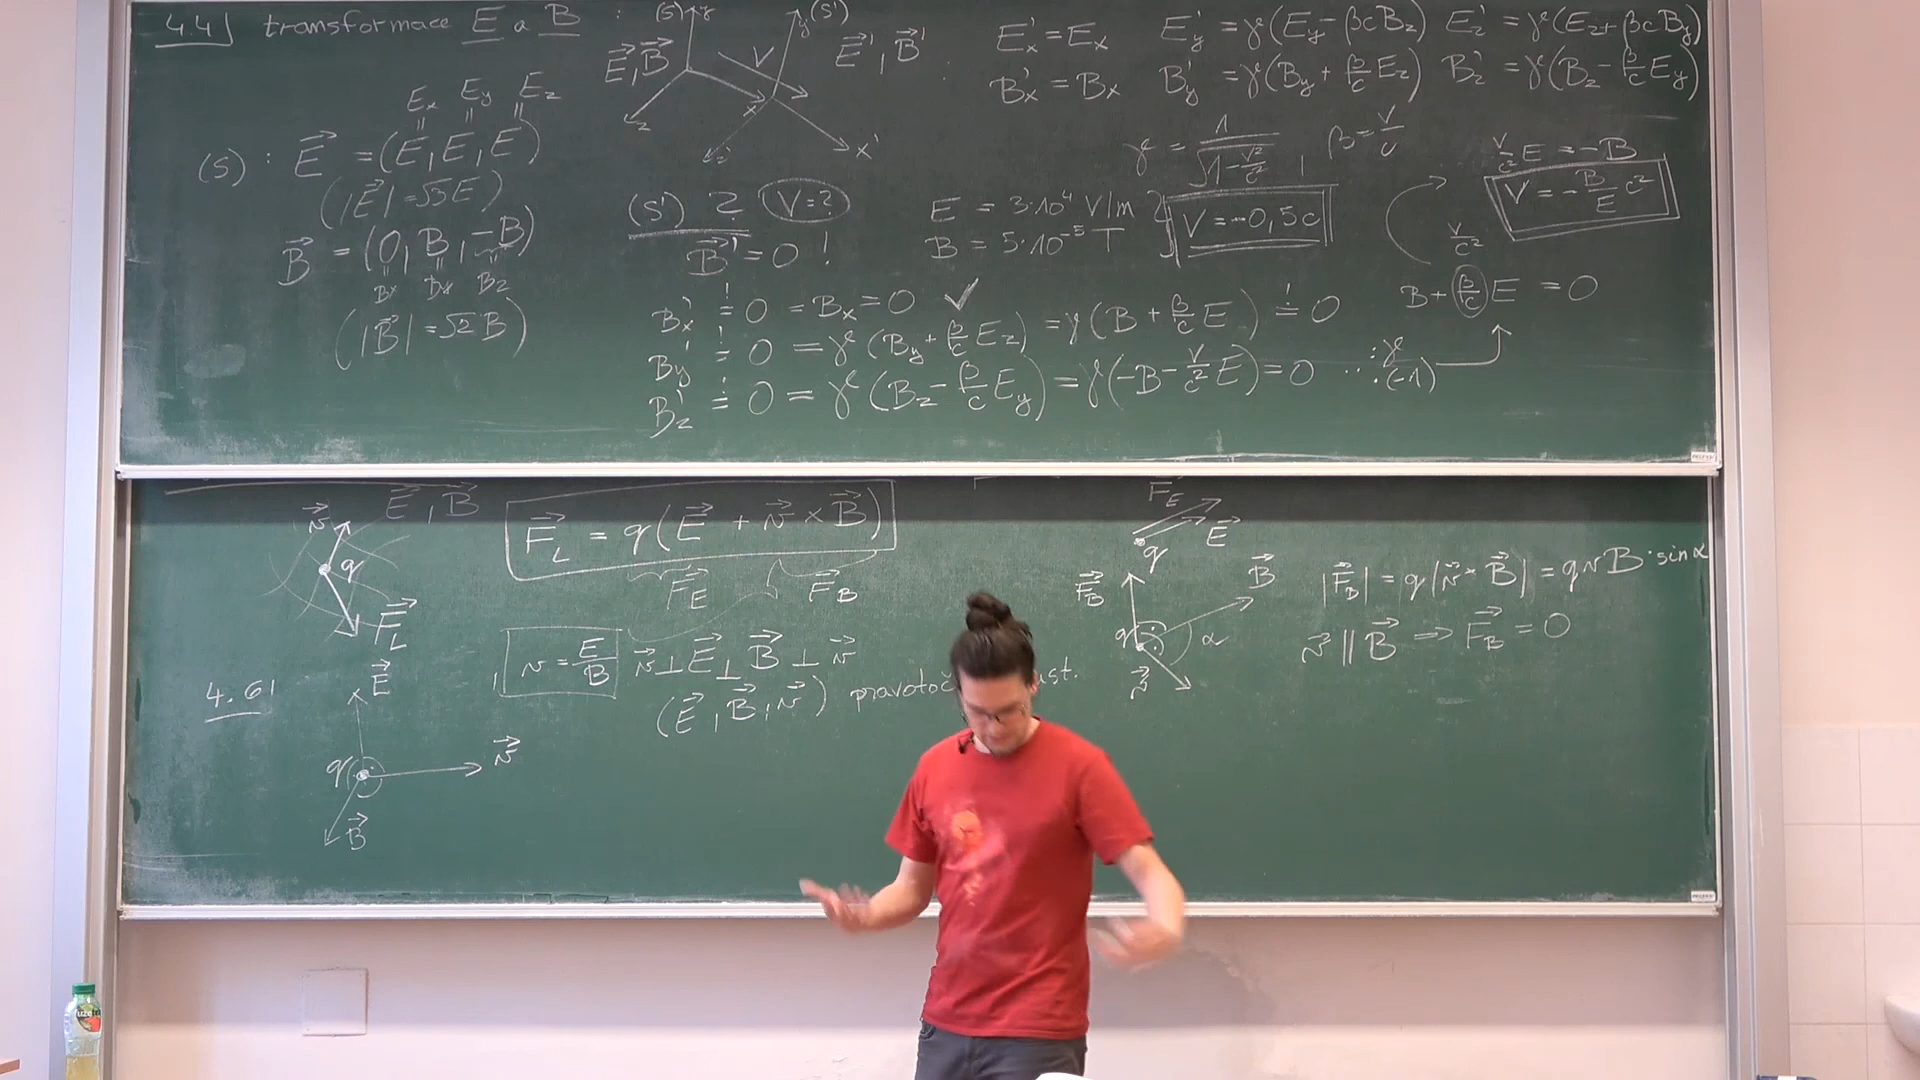 4.4 transformace E a B :
(S) y
y' (S')
E⃗, B⃗
V
E⃗', B⃗'
z
x
z'
x'
E'x = Ex E'y = γ(Ey - βcBz) E'z = γ(Ez + βcBy)
B'x = Bx B'y = γ(By + β/c Ez) B'z = γ(Bz - β/c Ey)
γ = 1/√(1 - V²/c²) , β = V/c
Ex Ey Ez
(S) : E⃗ = (E, E, E)
(|E⃗| = √3 E)
B⃗ = (0, B, -B)
Bx By Bz
(|B⃗| = √2 B)
(S') ? V = ?
B⃗' = 0 !
E = 3·10⁴ V/m
B = 5·10⁻⁵ T
V = -0,5c
V/c² E = -B
V = - B/E c²
V/c²
B + β/c E = 0
B'x =! 0 = Bx = 0 ✓
B'y =! 0 = γ(By + β/c Ez) = γ(B + β/c E) =! 0
B'z =! 0 = γ(Bz - β/c Ey) = γ(-B - V/c² E) = 0 ... :γ
·(-1)
v⃗
E⃗, B⃗
q
F⃗L
F⃗L = q(E⃗ + v⃗ × B⃗)
F⃗E F⃗B
F⃗E
E⃗
q
F⃗B
B⃗
q
α
v⃗
|F⃗B| = q|v⃗ × B⃗| = qvB·sin α
v⃗ ∥ B⃗ ⇒ F⃗B = 0
4.6
E⃗
q
v⃗
B⃗
, v = E/B v⃗ ⊥ E⃗ ⊥ B⃗ ⊥ v⃗
(E⃗, B⃗, v⃗)